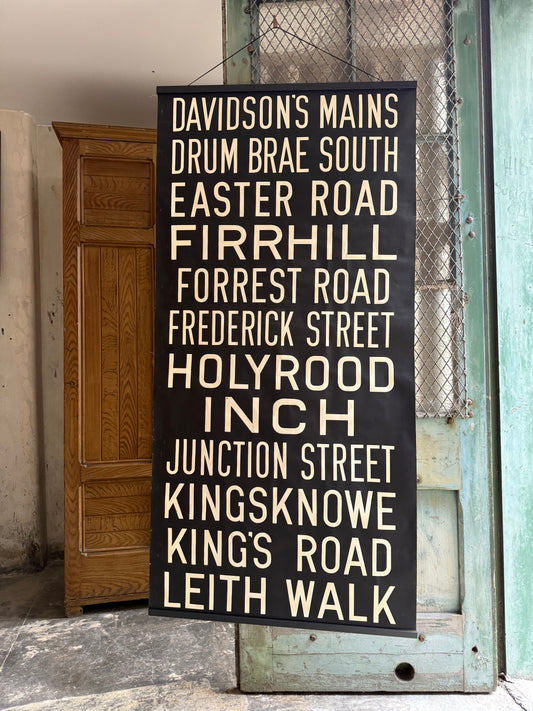 DAVIDSON'S MAINS
DRUM BRAE SOUTH
EASTER ROAD
FIRRHILL
FORREST ROAD
FREDERICK STREET
HOLYROOD
INCH
JUNCTION STREET
KINGSKNOWE
KING'S ROAD
LEITH WALK